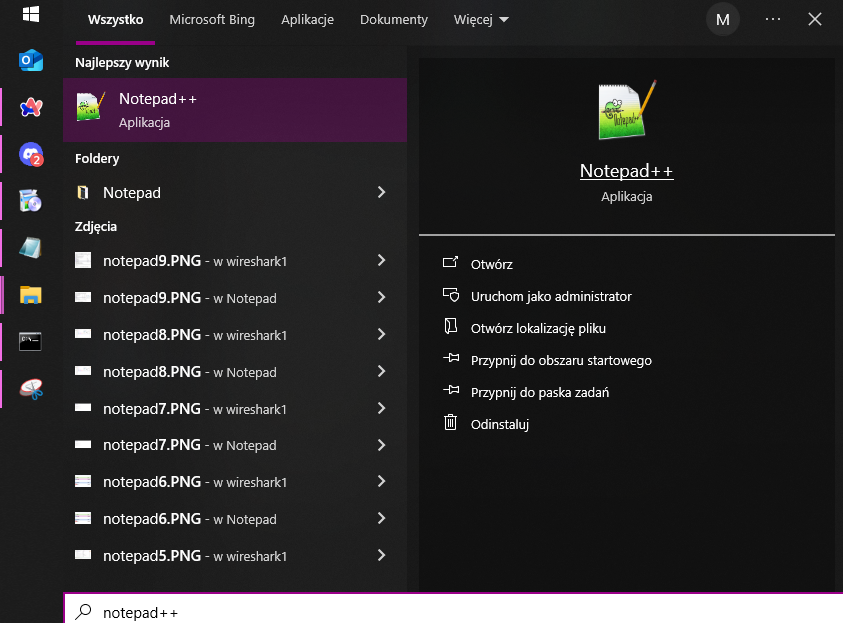 Wszystko Microsoft Bing Aplikacje Dokumenty Więcej M ...
Najlepszy wynik
Notepad++
Aplikacja
Foldery
Notepad
Zdjęcia
notepad9.PNG - w wireshark1
notepad9.PNG - w Notepad
notepad8.PNG - w wireshark1
notepad8.PNG - w Notepad
notepad7.PNG - w wireshark1
notepad7.PNG - w Notepad
notepad6.PNG - w wireshark1
notepad6.PNG - w Notepad
notepad5.PNG - w wireshark1
Notepad++
Aplikacja
Otwórz
Uruchom jako administrator
Otwórz lokalizację pliku
Przypnij do obszaru startowego
Przypnij do paska zadań
Odinstaluj
notepad++
2